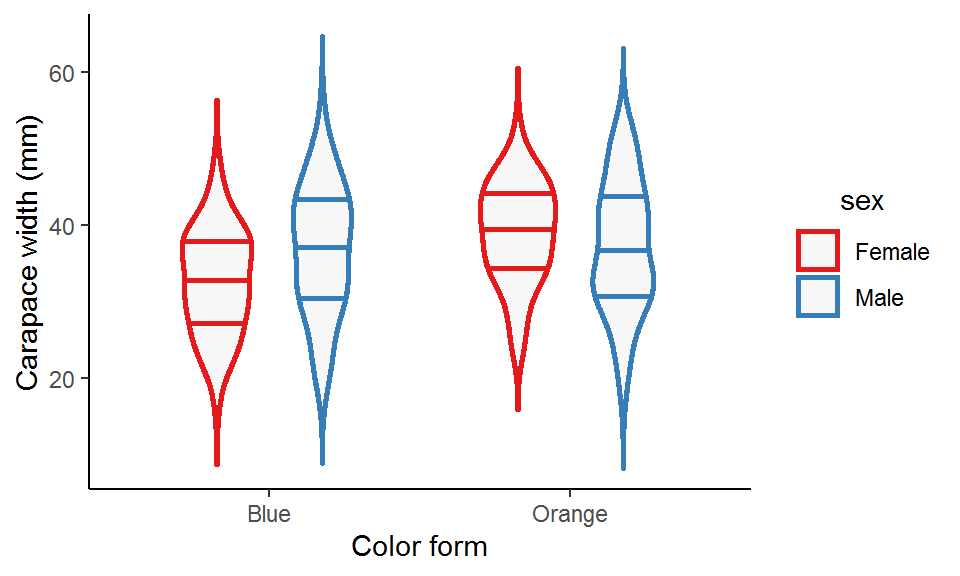 Carapace width (mm)
60
40
20
Blue
Orange
Color form
sex
Female
Male